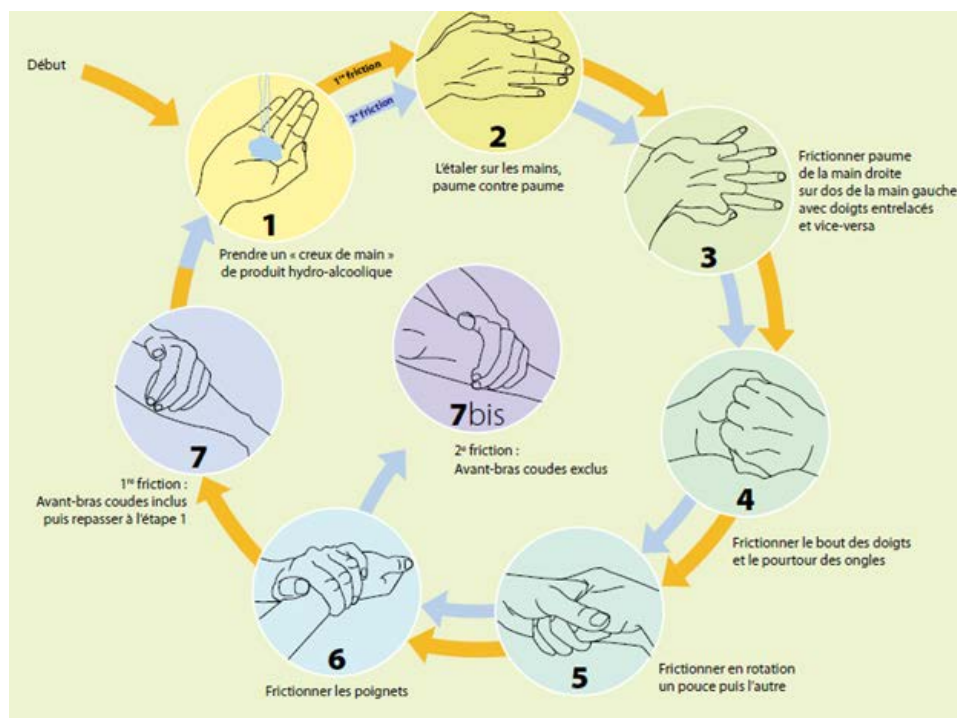 Début
1re friction
2e friction
1
Prendre un « creux de main »
de produit hydro-alcoolique
2
L'étaler sur les mains,
paume contre paume
3
Frictionner paume
de la main droite
sur dos de la main gauche
avec doigts entrelacés
et vice-versa
4
Frictionner le bout des doigts
et le pourtour des ongles
5
Frictionner en rotation
un pouce puis l'autre
6
Frictionner les poignets
7
1re friction :
Avant-bras coudes inclus
puis repasser à l'étape 1
7bis
2e friction :
Avant-bras coudes exclus